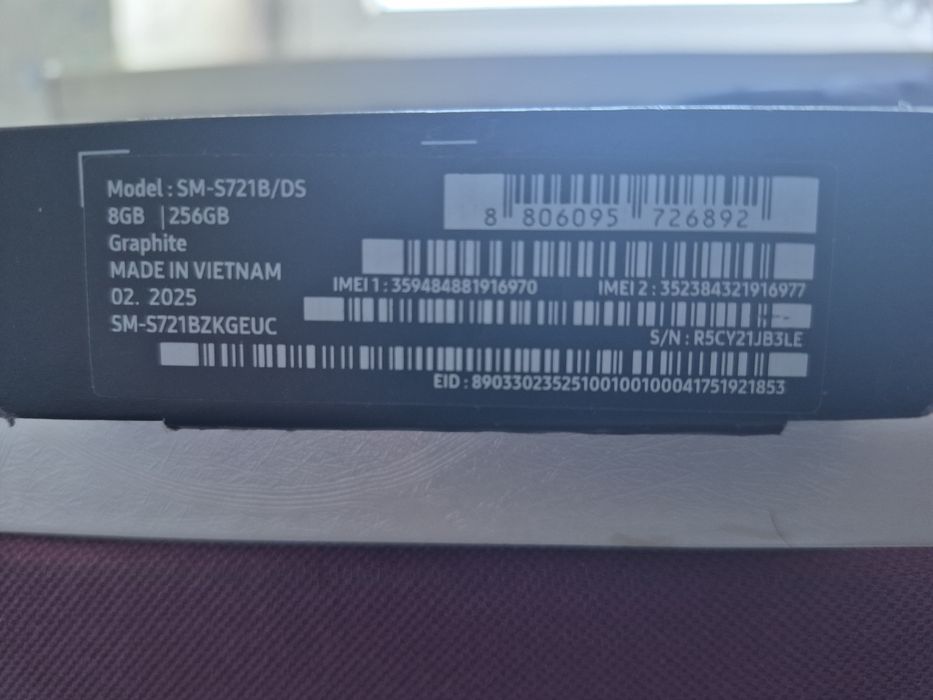 Model : SM-S721B/DS
8GB | 256GB
Graphite
MADE IN VIETNAM
02. 2025
SM-S721BZKGEUC
8 806095 726892
IMEI 1 : 359484881916970
IMEI 2 : 352384321916977
S/N : R5CY21JB3LE
EID : 89033023525100100100041751921853